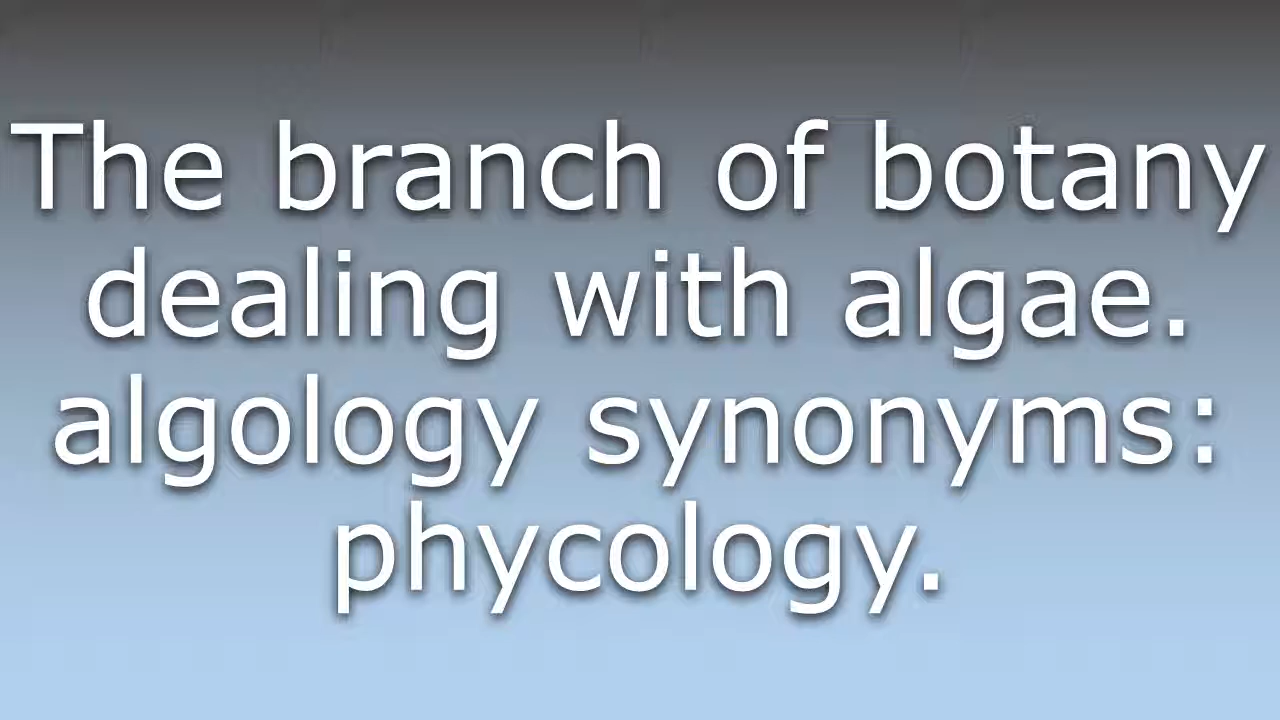 The branch of botany
dealing with algae.
algology synonyms:
phycology.